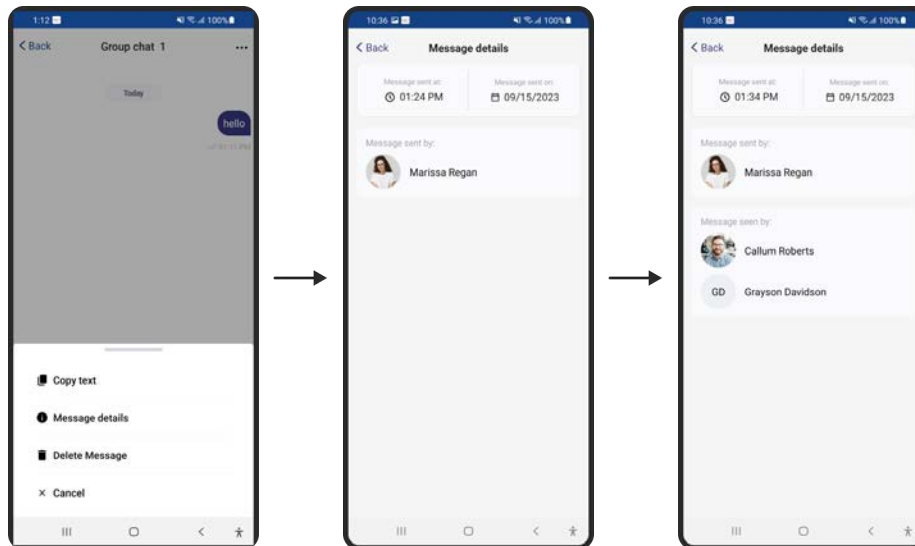 1:12
100%
Back
Group chat 1
Today
hello
01:11 PM
Copy text
Message details
Delete Message
Cancel
10:36
100%
Back
Message details
Message sent at:
Message sent on:
01:24 PM
09/15/2023
Message sent by:
Marissa Regan
10:36
100%
Back
Message details
Message sent at:
Message sent on:
01:34 PM
09/15/2023
Message sent by:
Marissa Regan
Message seen by:
Callum Roberts
GD
Grayson Davidson